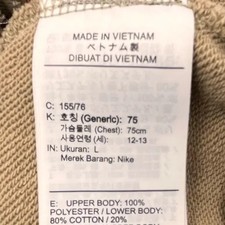 MADE IN VIETNAM
ベトナム製
DIBUAT DI VIETNAM
C: 155/76
K: 호칭 (Generic): 75
가슴둘레 (Chest): 75cm
사용연령 (세): 12-13
IN: Ukuran: L
Merek Barang: Nike
E: UPPER BODY: 100%
POLYESTER / LOWER BODY:
80% COTTON / 20%